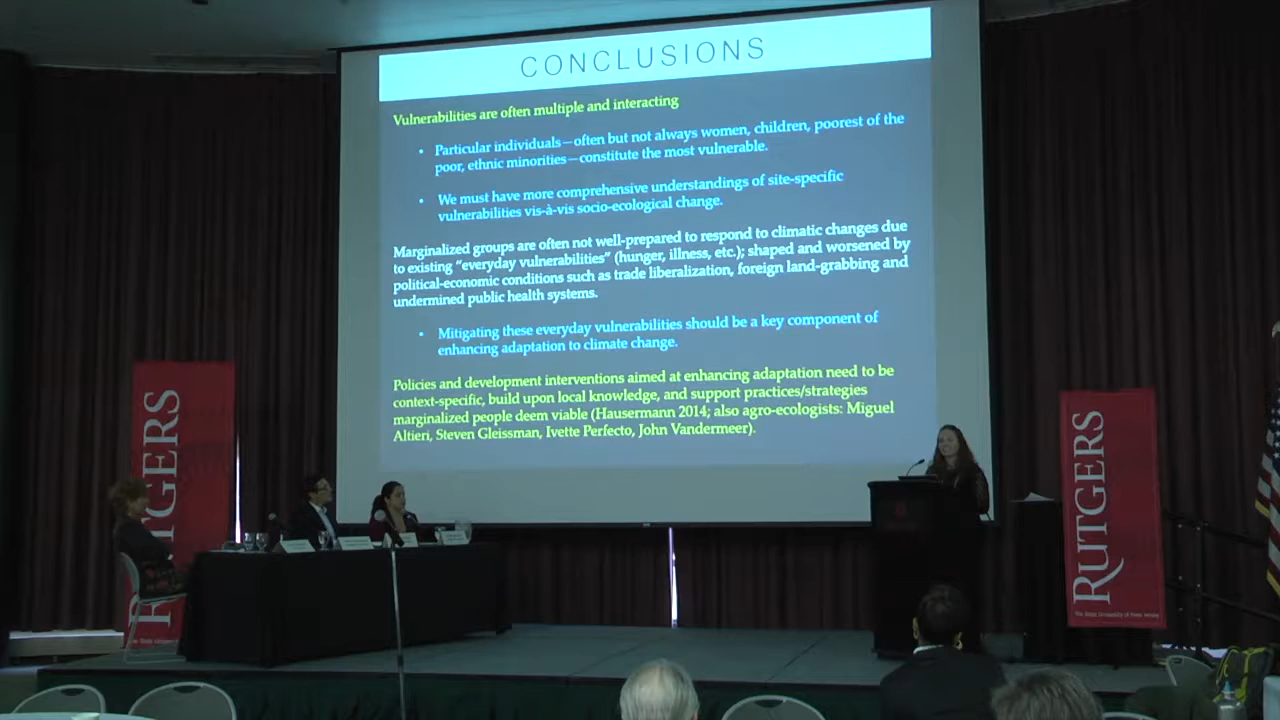 CONCLUSIONS
Vulnerabilities are often multiple and interacting
• Particular individuals—often but not always women, children, poorest of the
poor, ethnic minorities—constitute the most vulnerable.
• We must have more comprehensive understandings of site-specific
vulnerabilities vis-à-vis socio-ecological change.
Marginalized groups are often not well-prepared to respond to climatic changes due
to existing “everyday vulnerabilities” (hunger, illness, etc.); shaped and worsened by
political-economic conditions such as trade liberalization, foreign land-grabbing and
undermined public health systems.
• Mitigating these everyday vulnerabilities should be a key component of
enhancing adaptation to climate change.
Policies and development interventions aimed at enhancing adaptation need to be
context-specific, build upon local knowledge, and support practices/strategies
marginalized people deem viable (Hausermann 2014; also agro-ecologists: Miguel
Altieri, Steven Gleissman, Ivette Perfecto, John Vandermeer).
RUTGERS
RUTGERS
The State University of New Jersey